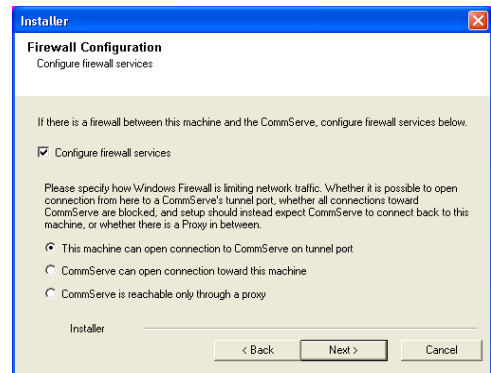 Installer
Firewall Configuration
Configure firewall services
If there is a firewall between this machine and the CommServe, configure firewall services below.
Configure firewall services
Please specify how Windows Firewall is limiting network traffic. Whether it is possible to open
connection from here to a CommServe's tunnel port, whether all connections toward
CommServe are blocked, and setup should instead expect CommServe to connect back to this
machine, or whether there is a Proxy in between.
This machine can open connection to CommServe on tunnel port
CommServe can open connection toward this machine
CommServe is reachable only through a proxy
Installer
< Back
Next >
Cancel